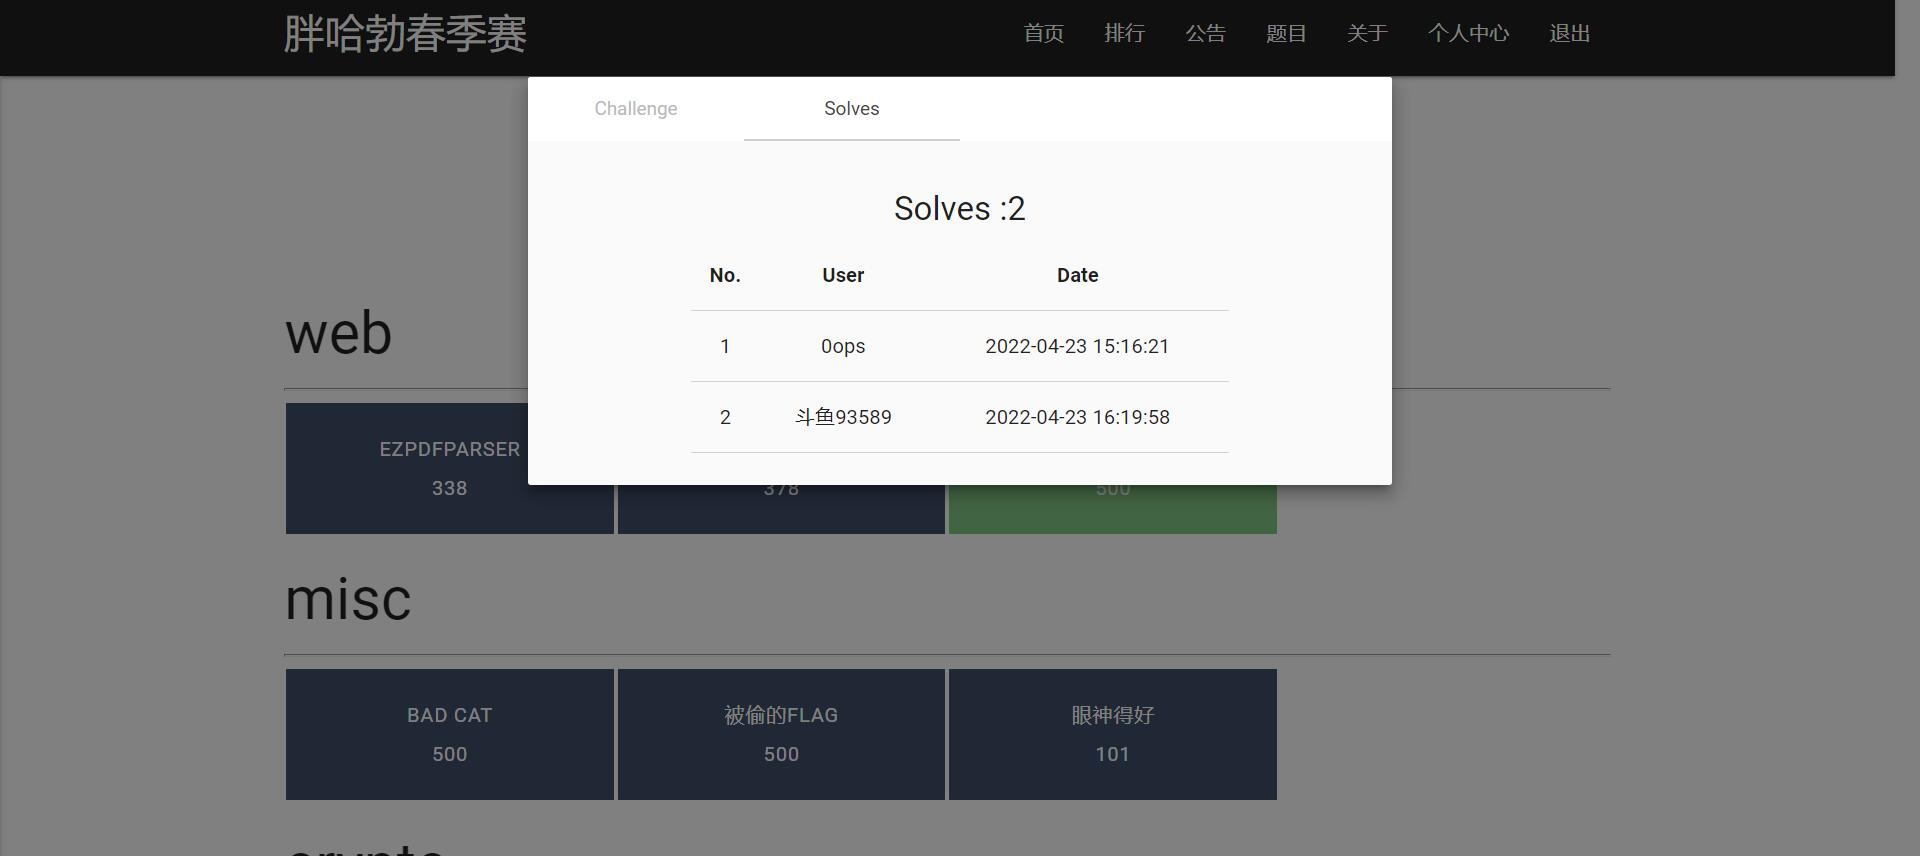 胖哈勃春季赛
首页 排行 公告 题目 关于 个人中心 退出
Challenge Solves
Solves :2
No. User Date
1 0ops 2022-04-23 15:16:21
2 斗鱼93589 2022-04-23 16:19:58
web
EZPDFPARSER
338 378 500
misc
BAD CAT 被偷的FLAG 眼神得好
500 500 101
crypto